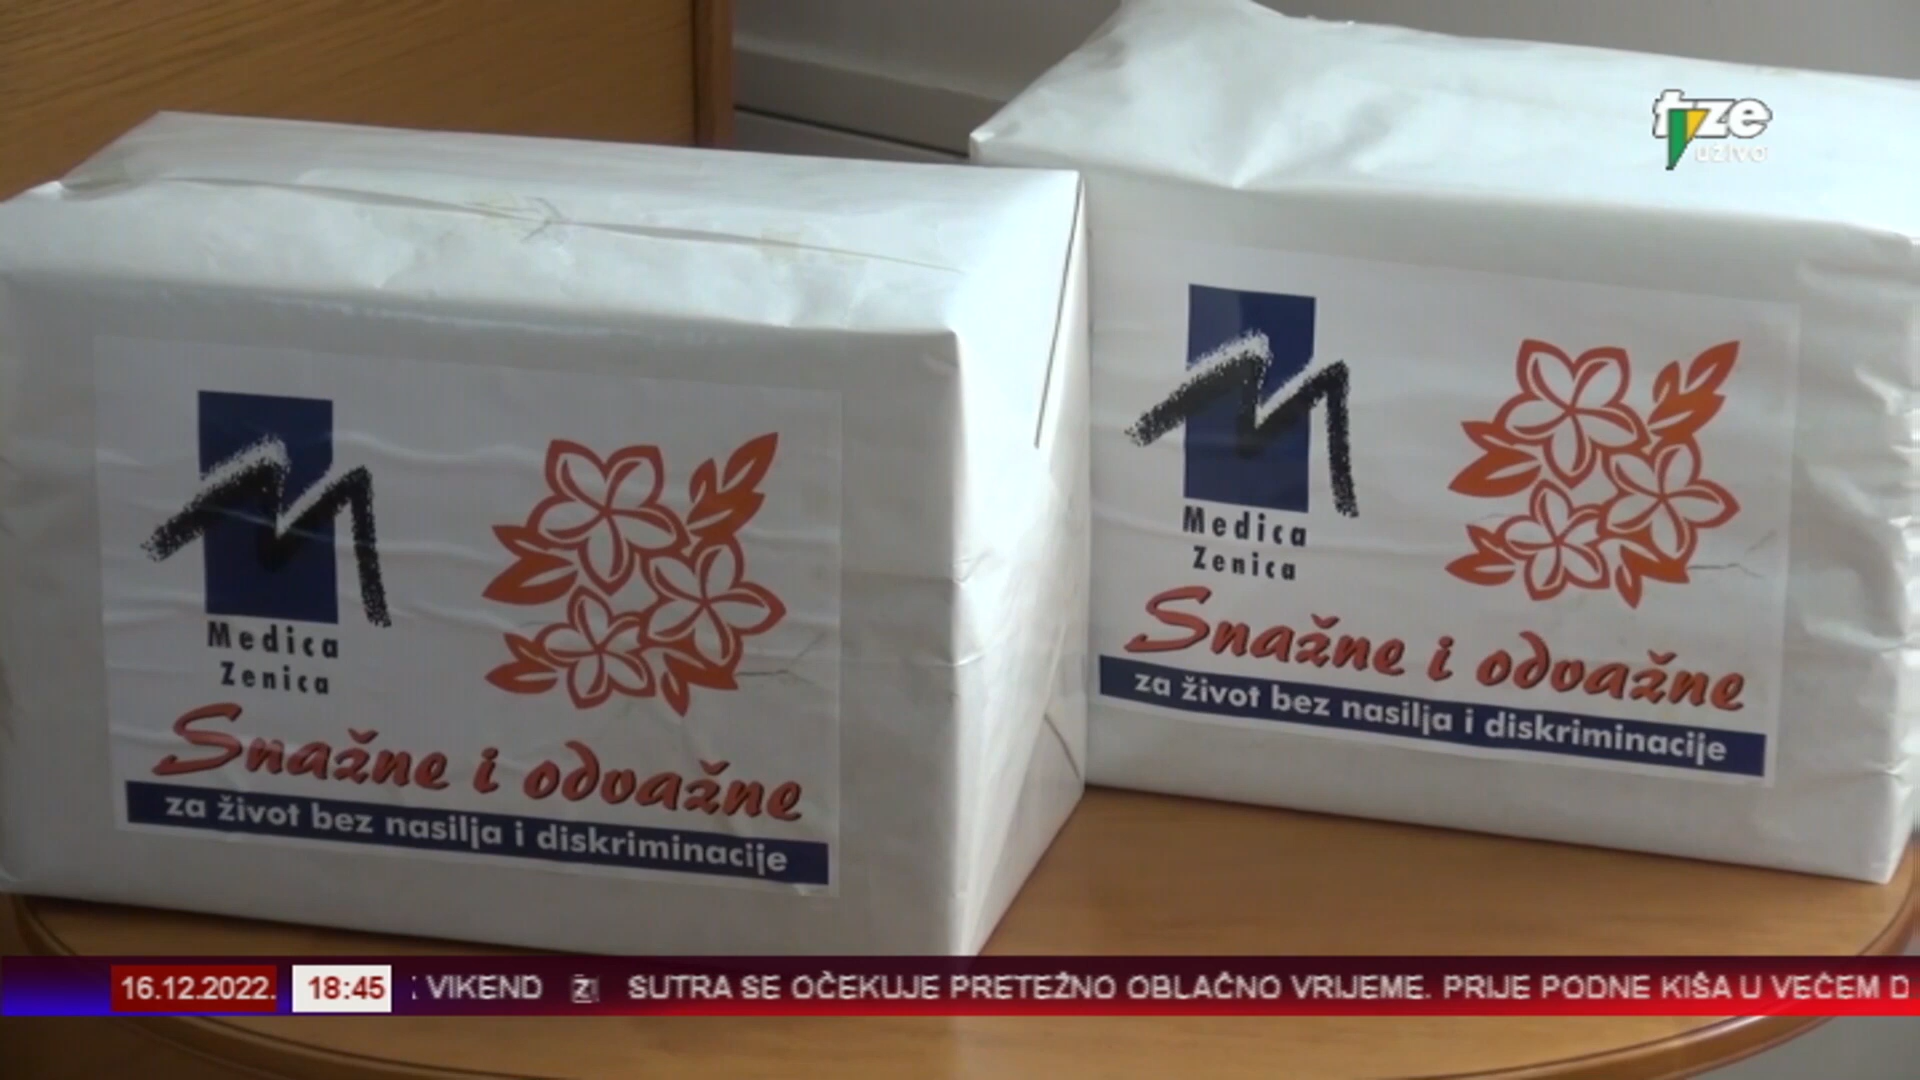 rtvze
uživo
Medica
Zenica
Snažne i odvažne
za život bez nasilja i diskriminacije
Medica
Zenica
Snažne i odvažne
za život bez nasilja i diskriminacije
16.12.2022. 18:45 VIKEND SUTRA SE OČEKUJE PRETEŽNO OBLAČNO VRIJEME. PRIJE PODNE KIŠA U VEĆEM D